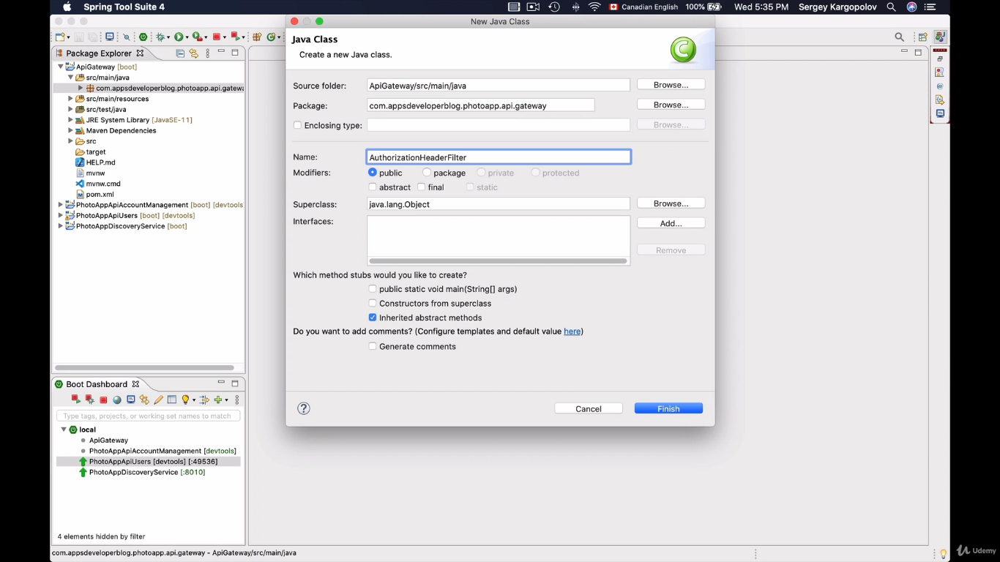 Spring Tool Suite 4
Canadian English 100% Wed 5:35 PM Sergey Kargopolov
New Java Class
Package Explorer
ApiGateway [boot]
src/main/java
com.appsdeveloperblog.photoapp.api.gatewa
src/main/resources
src/test/java
JRE System Library [JavaSE-11]
Maven Dependencies
src
target
HELP.md
mvnw
mvnw.cmd
pom.xml
PhotoAppApiAccountManagement [boot] [devtools]
PhotoAppApiUsers [boot] [devtools]
PhotoAppDiscoveryService [boot]
Java Class
Create a new Java class.
Source folder: ApiGateway/src/main/java Browse...
Package: com.appsdeveloperblog.photoapp.api.gateway Browse...
Enclosing type: Browse...
Name: AuthorizationHeaderFilter
Modifiers: public package private protected
abstract final static
Superclass: java.lang.Object Browse...
Interfaces: Add...
Remove
Which method stubs would you like to create?
public static void main(String[] args)
Constructors from superclass
Inherited abstract methods
Do you want to add comments? (Configure templates and default value here)
Generate comments
Cancel Finish
Boot Dashboard
Type tags, projects, or working set names to match
local
ApiGateway
PhotoAppApiAccountManagement [devtools]
PhotoAppApiUsers [devtools] [:49536]
PhotoAppDiscoveryService [:8010]
4 elements hidden by filter
com.appsdeveloperblog.photoapp.api.gateway - ApiGateway/src/main/java
Udemy